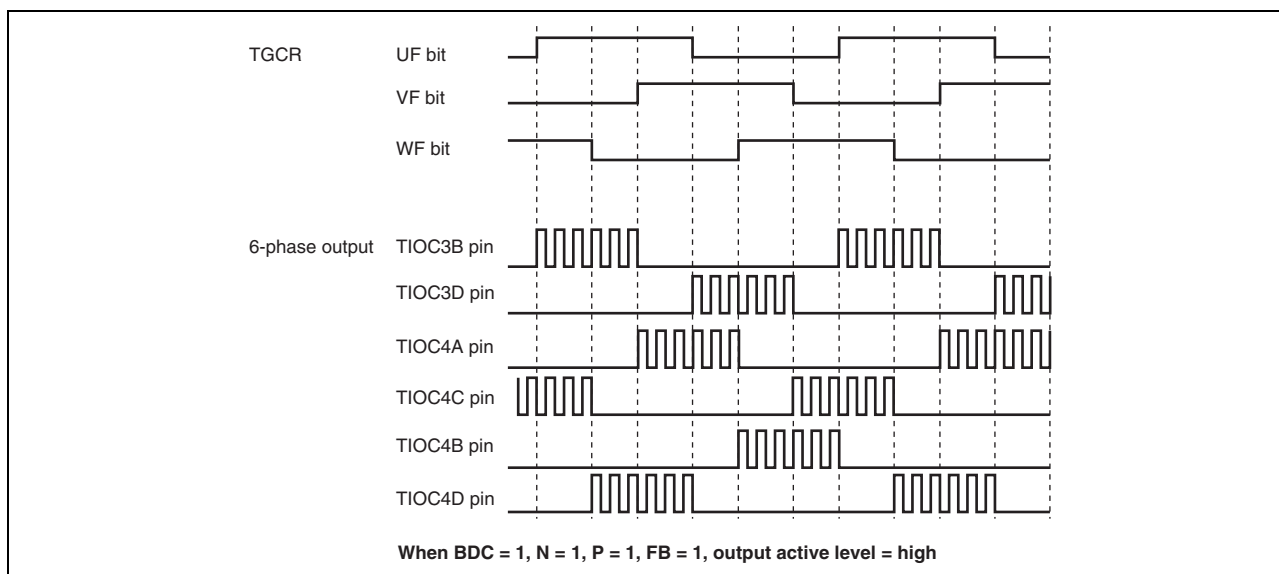 TGCR UF bit
VF bit
WF bit
6-phase output TIOC3B pin
TIOC3D pin
TIOC4A pin
TIOC4C pin
TIOC4B pin
TIOC4D pin
When BDC = 1, N = 1, P = 1, FB = 1, output active level = high